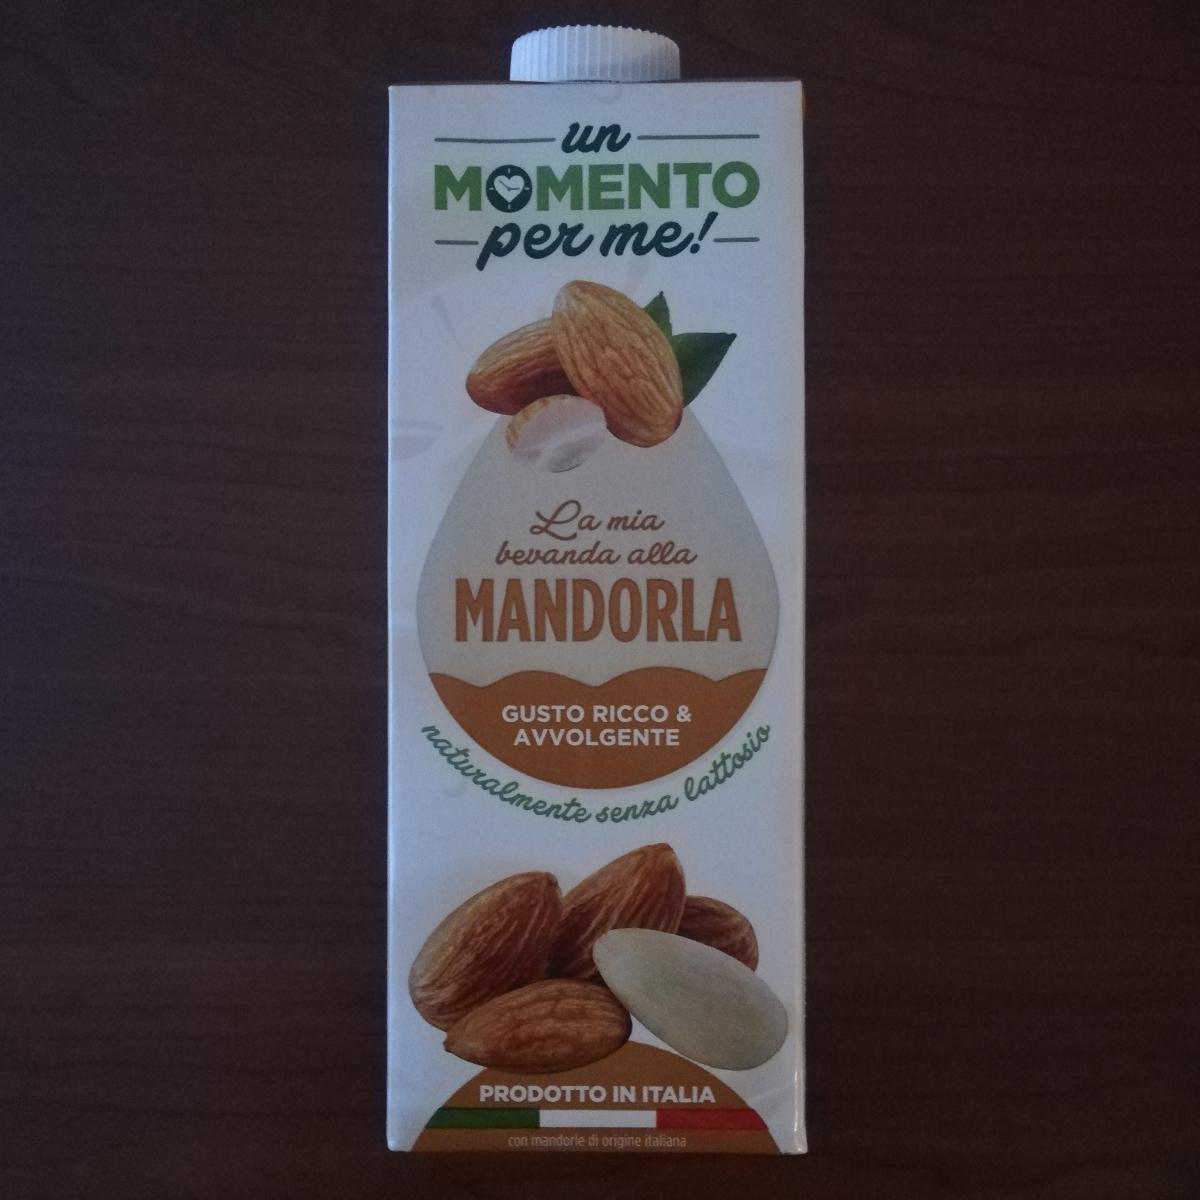 un
MOMENTO
per me!
La mia
bevanda alla
MANDORLA
GUSTO RICCO &
AVVOLGENTE
naturalmente senza lattosio
PRODOTTO IN ITALIA
con mandorle di origine italiana